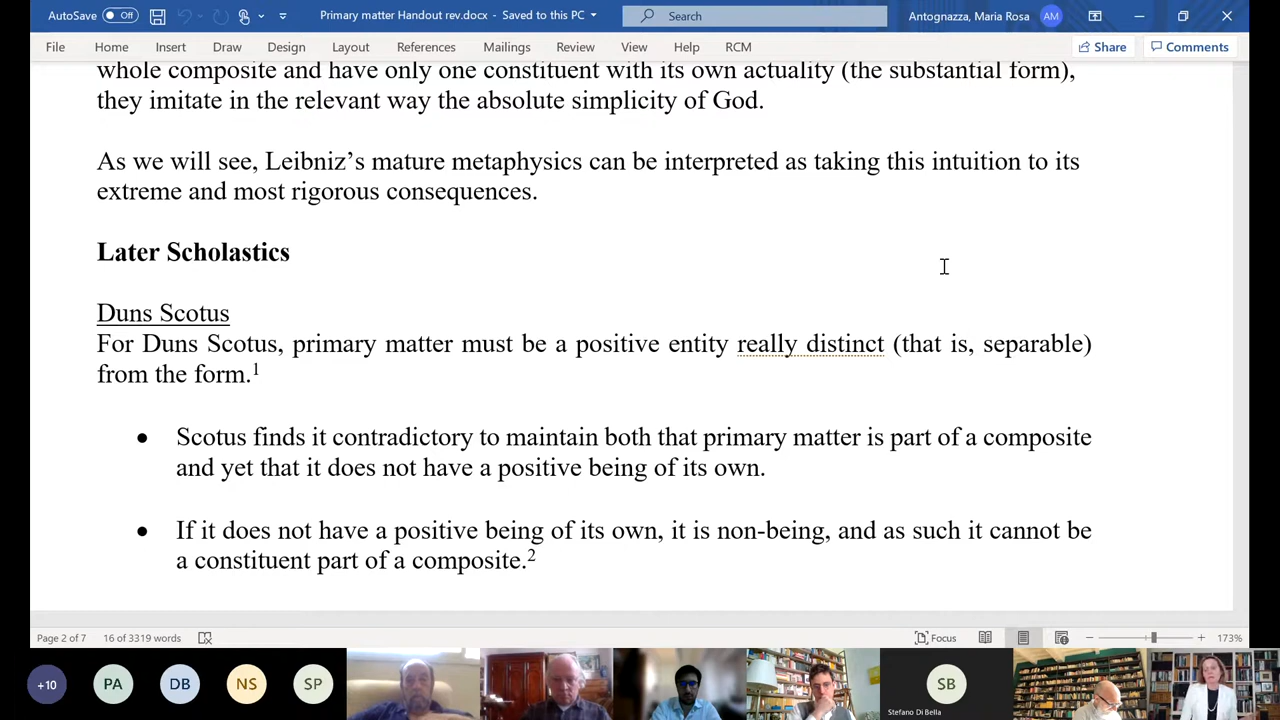 AutoSave Off Primary matter Handout rev.docx - Saved to this PC Search Antognazza, Maria Rosa AM
File Home Insert Draw Design Layout References Mailings Review View Help RCM Share Comments
whole composite and have only one constituent with its own actuality (the substantial form),
they imitate in the relevant way the absolute simplicity of God.
As we will see, Leibniz’s mature metaphysics can be interpreted as taking this intuition to its
extreme and most rigorous consequences.
Later Scholastics
Duns Scotus
For Duns Scotus, primary matter must be a positive entity really distinct (that is, separable)
from the form.1
• Scotus finds it contradictory to maintain both that primary matter is part of a composite
and yet that it does not have a positive being of its own.
• If it does not have a positive being of its own, it is non-being, and as such it cannot be
a constituent part of a composite.2
Page 2 of 7 16 of 3319 words Focus 173%
+10 PA DB NS SP SB
Stefano Di Bella